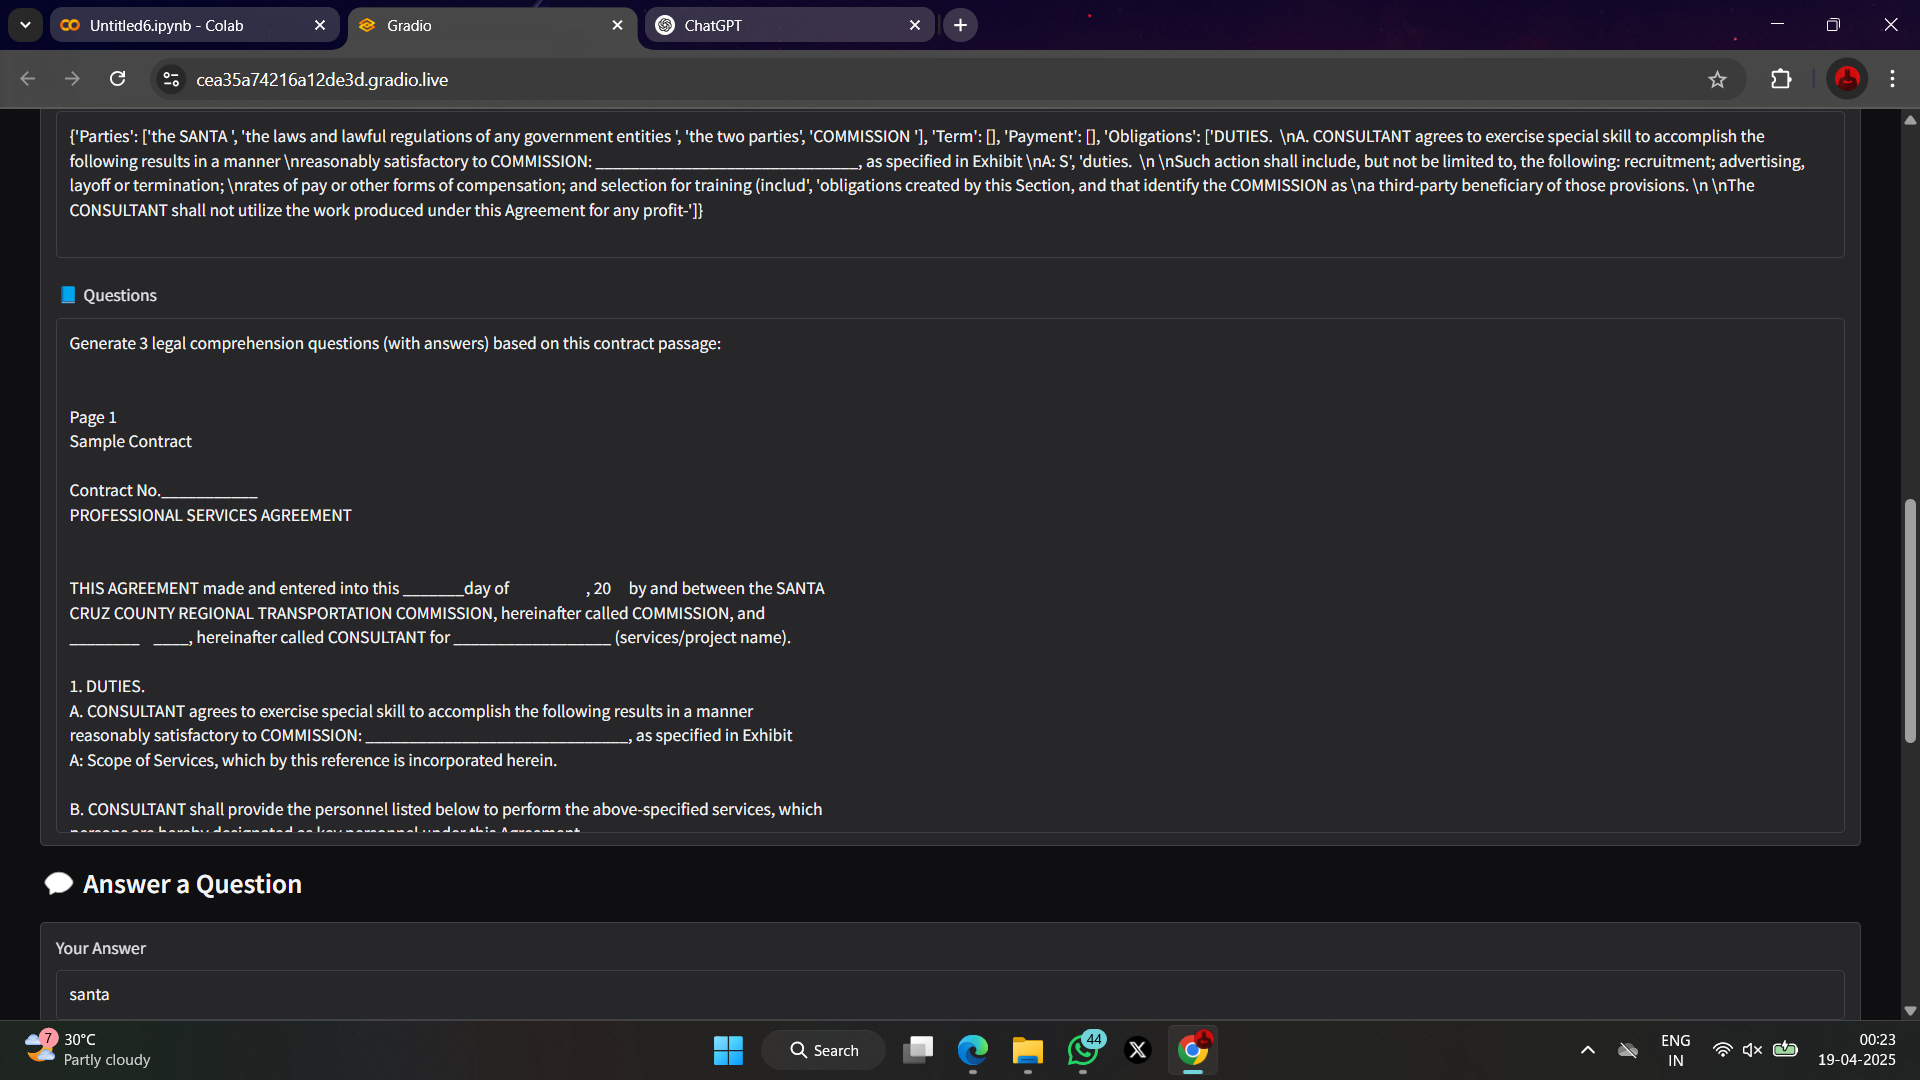 Untitled6.ipynb - Colab
Gradio
ChatGPT
cea35a74216a12de3d.gradio.live
{'Parties': ['the SANTA ', 'the laws and lawful regulations of any government entities ', 'the two parties', 'COMMISSION '], 'Term': [], 'Payment': [], 'Obligations': ['DUTIES.  \nA. CONSULTANT agrees to exercise special skill to accomplish the
following results in a manner \nreasonably satisfactory to COMMISSION: ______________________________, as specified in Exhibit \nA: S', 'duties.  \n \nSuch action shall include, but not be limited to, the following: recruitment; advertising,
layoff or termination; \nrates of pay or other forms of compensation; and selection for training (includ', 'obligations created by this Section, and that identify the COMMISSION as \na third-party beneficiary of those provisions. \n \nThe
CONSULTANT shall not utilize the work produced under this Agreement for any profit-']}
Questions
Generate 3 legal comprehension questions (with answers) based on this contract passage:
Page 1
Sample Contract
Contract No.___________
PROFESSIONAL SERVICES AGREEMENT
THIS AGREEMENT made and entered into this _______day of , 20 by and between the SANTA
CRUZ COUNTY REGIONAL TRANSPORTATION COMMISSION, hereinafter called COMMISSION, and
________ ____, hereinafter called CONSULTANT for __________________ (services/project name).
1. DUTIES.
A. CONSULTANT agrees to exercise special skill to accomplish the following results in a manner
reasonably satisfactory to COMMISSION: ______________________________, as specified in Exhibit
A: Scope of Services, which by this reference is incorporated herein.
B. CONSULTANT shall provide the personnel listed below to perform the above-specified services, which
persons are hereby designated as key personnel under this Agreement
Answer a Question
Your Answer
santa
7
30°C
Partly cloudy
Search
44
ENG
IN
00:23
19-04-2025